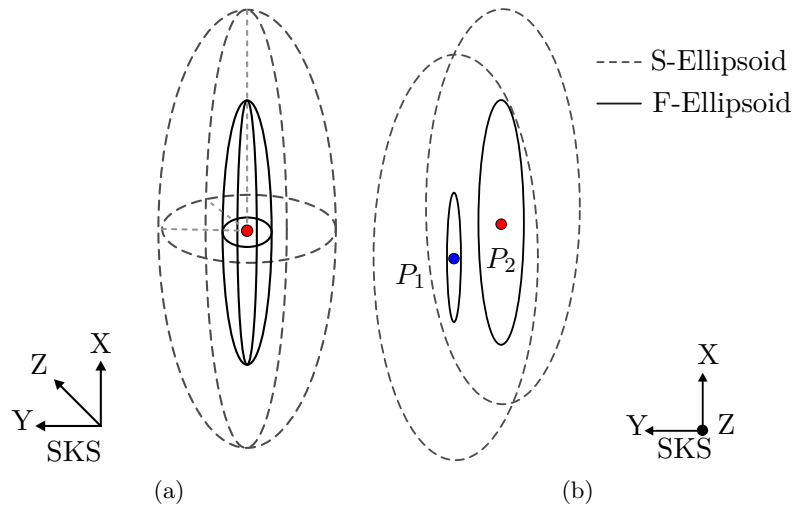 S-Ellipsoid
F-Ellipsoid
P1
P2
X
Z
Y
SKS
X
Y
Z
SKS
(a)
(b)